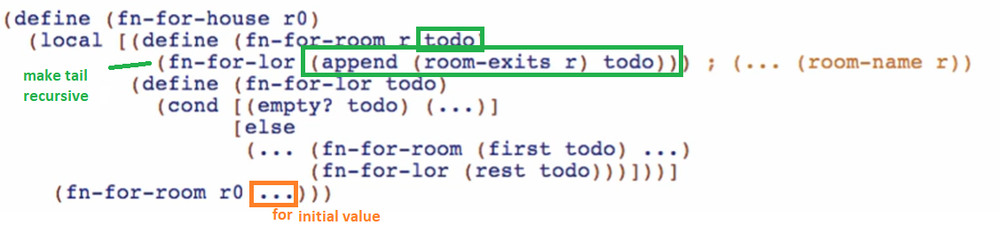 (define (fn-for-house r0)
(local [(define (fn-for-room r todo)
(fn-for-lor (append (room-exits r) todo))) ; (... (room-name r))
make tail
recursive
(define (fn-for-lor todo)
(cond [(empty? todo) (...)]
[else
(... (fn-for-room (first todo) ...)
(fn-for-lor (rest todo)))]))]
(fn-for-room r0 ...)))
for initial value